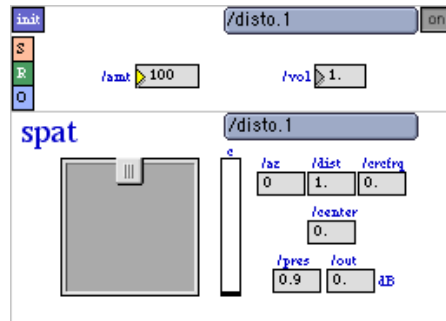 init /disto.1 on
S
R /amt 100 /vol 1.
O
spat /disto.1
c
/az /dist /crcfrq
0 1. 0.
/center
0.
/pres /out
0.9 0. dB